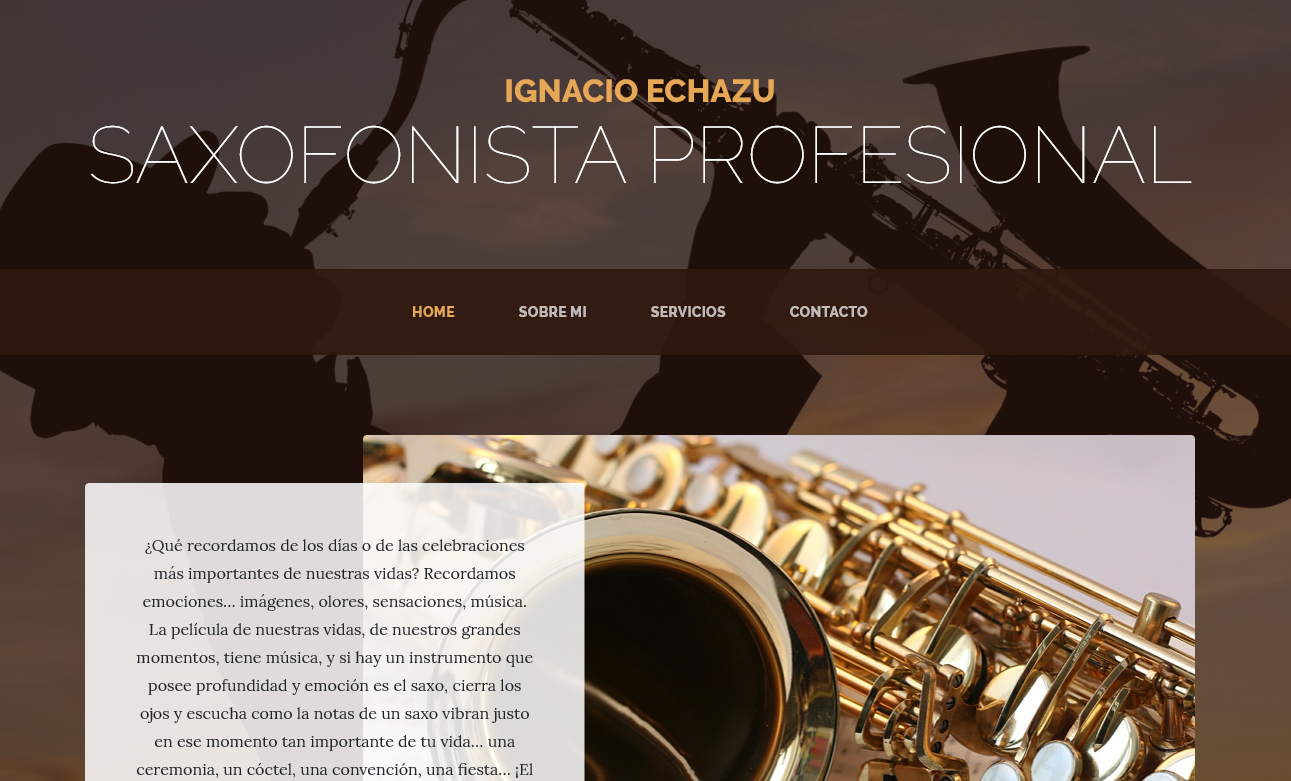 IGNACIO ECHAZU
SAXOFONISTA PROFESIONAL
HOME SOBRE MI SERVICIOS CONTACTO
¿Qué recordamos de los días o de las celebraciones
más importantes de nuestras vidas? Recordamos
emociones... imágenes, olores, sensaciones, música.
La película de nuestras vidas, de nuestros grandes
momentos, tiene música, y si hay un instrumento que
posee profundidad y emoción es el saxo, cierra los
ojos y escucha como la notas de un saxo vibran justo
en ese momento tan importante de tu vida... una
ceremonia, un cóctel, una convención, una fiesta... ¡El